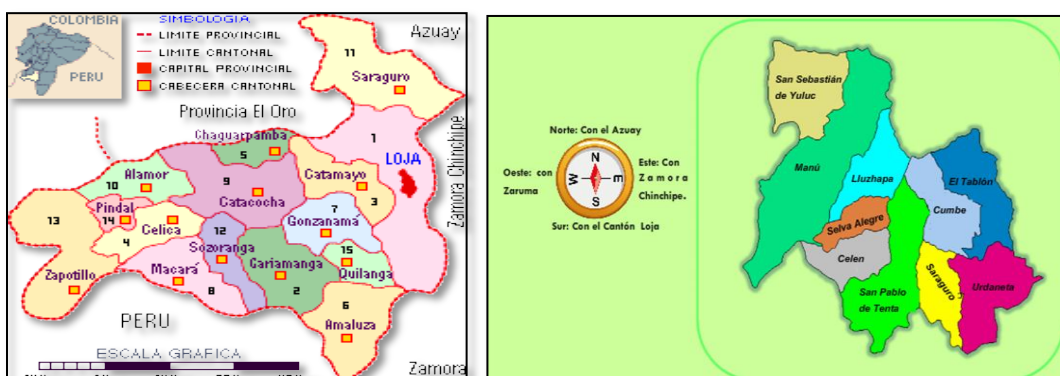 COLOMBIA
PERU
SIMBOLOGIA
LIMITE PROVINCIAL
LIMITE CANTONAL
CAPITAL PROVINCIAL
CABECERA CANTONAL
Azuay
11
Saraguro
Provincia El Oro
Zamora Chinchipe
1
LOJA
Chaguarpamba
5
Alamor
10
9
Catacocha
Catamayo
3
Pindal
14
7
Gonzanamá
13
4
Celica
12
Sozoranga
15
Quilanga
Zapotillo
Macará
8
Cariamanga
2
6
Amaluza
PERU
ESCALA GRAFICA
Zamora
Norte: Con el Azuay
Oeste: con
Zaruma
N
W
E
S
Este: Con
Zamora
Chinchipe.
Sur: Con el Cantón Loja
San Sebastián
de Yuluc
Manú
Lluzhapa
El Tablón
Cumbe
Selva Alegre
Celen
San Pablo
de Tenta
Saraguro
Urdaneta